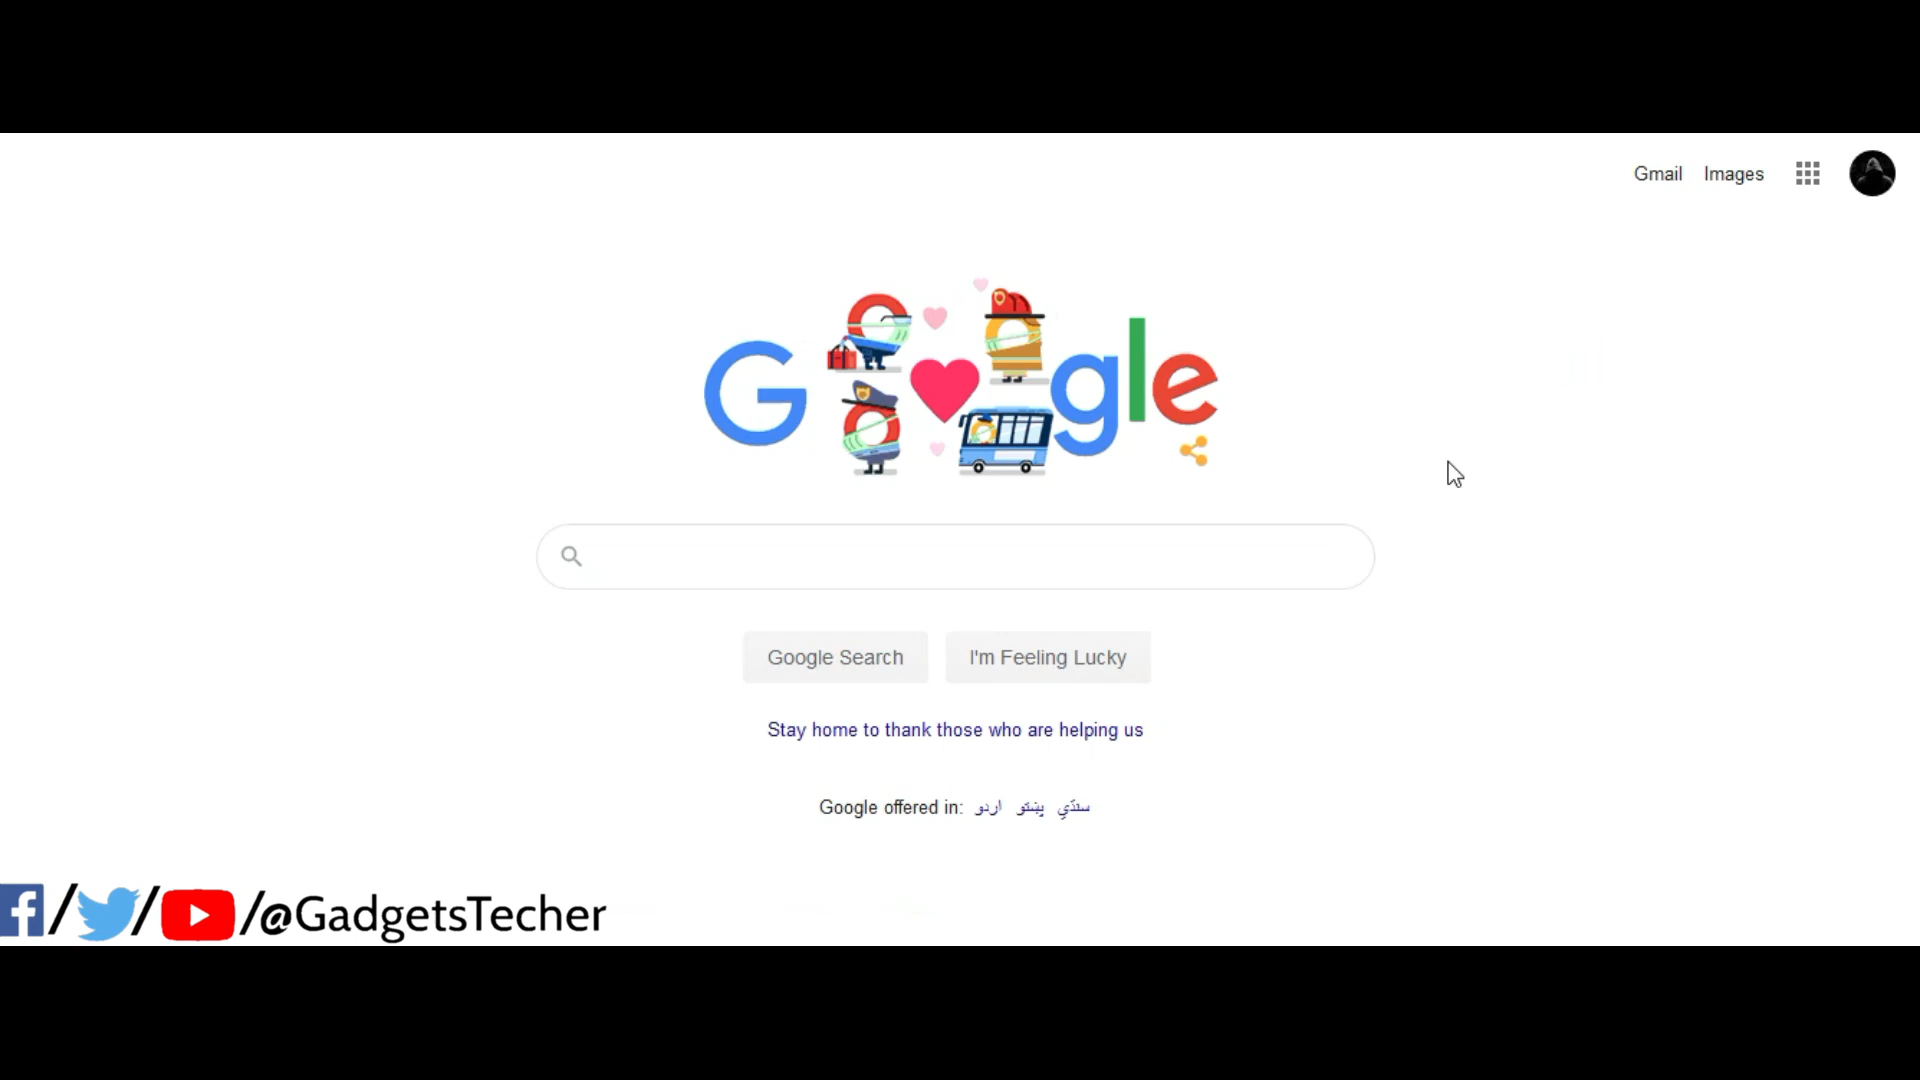 Gmail Images
Google
Google Search I'm Feeling Lucky
Stay home to thank those who are helping us
Google offered in: اردو پښتو سنڌي
/@GadgetsTecher